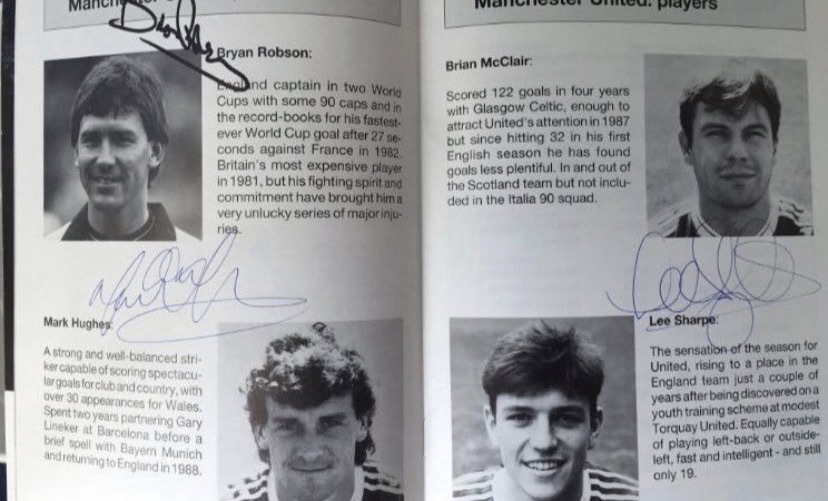 Bryan Robson:
England captain in two World
Cups with some 90 caps and in
the record-books for his fastest-
ever World Cup goal after 27 se-
conds against France in 1982.
Britain's most expensive player
in 1981, but his fighting spirit and
commitment have brought him a
very unlucky series of major inju-
ries.
Mark Hughes:
A strong and well-balanced stri-
ker capable of scoring spectacu-
lar goals for club and country, with
over 30 appearances for Wales.
Spent two years partnering Gary
Lineker at Barcelona before a
brief spell with Bayern Munich
and returning to England in 1988.
Manchester United: players
Brian McClair:
Scored 122 goals in four years
with Glasgow Celtic, enough to
attract United's attention in 1987
but since hitting 32 in his first
English season he has found
goals less plentiful. In and out of
the Scotland team but not inclu-
ded in the Italia 90 squad.
Lee Sharpe:
The sensation of the season for
United, rising to a place in the
England team just a couple of
years after being discovered on a
youth training scheme at modest
Torquay United. Equally capable
of playing left-back or outside-
left, fast and intelligent - and still
only 19.